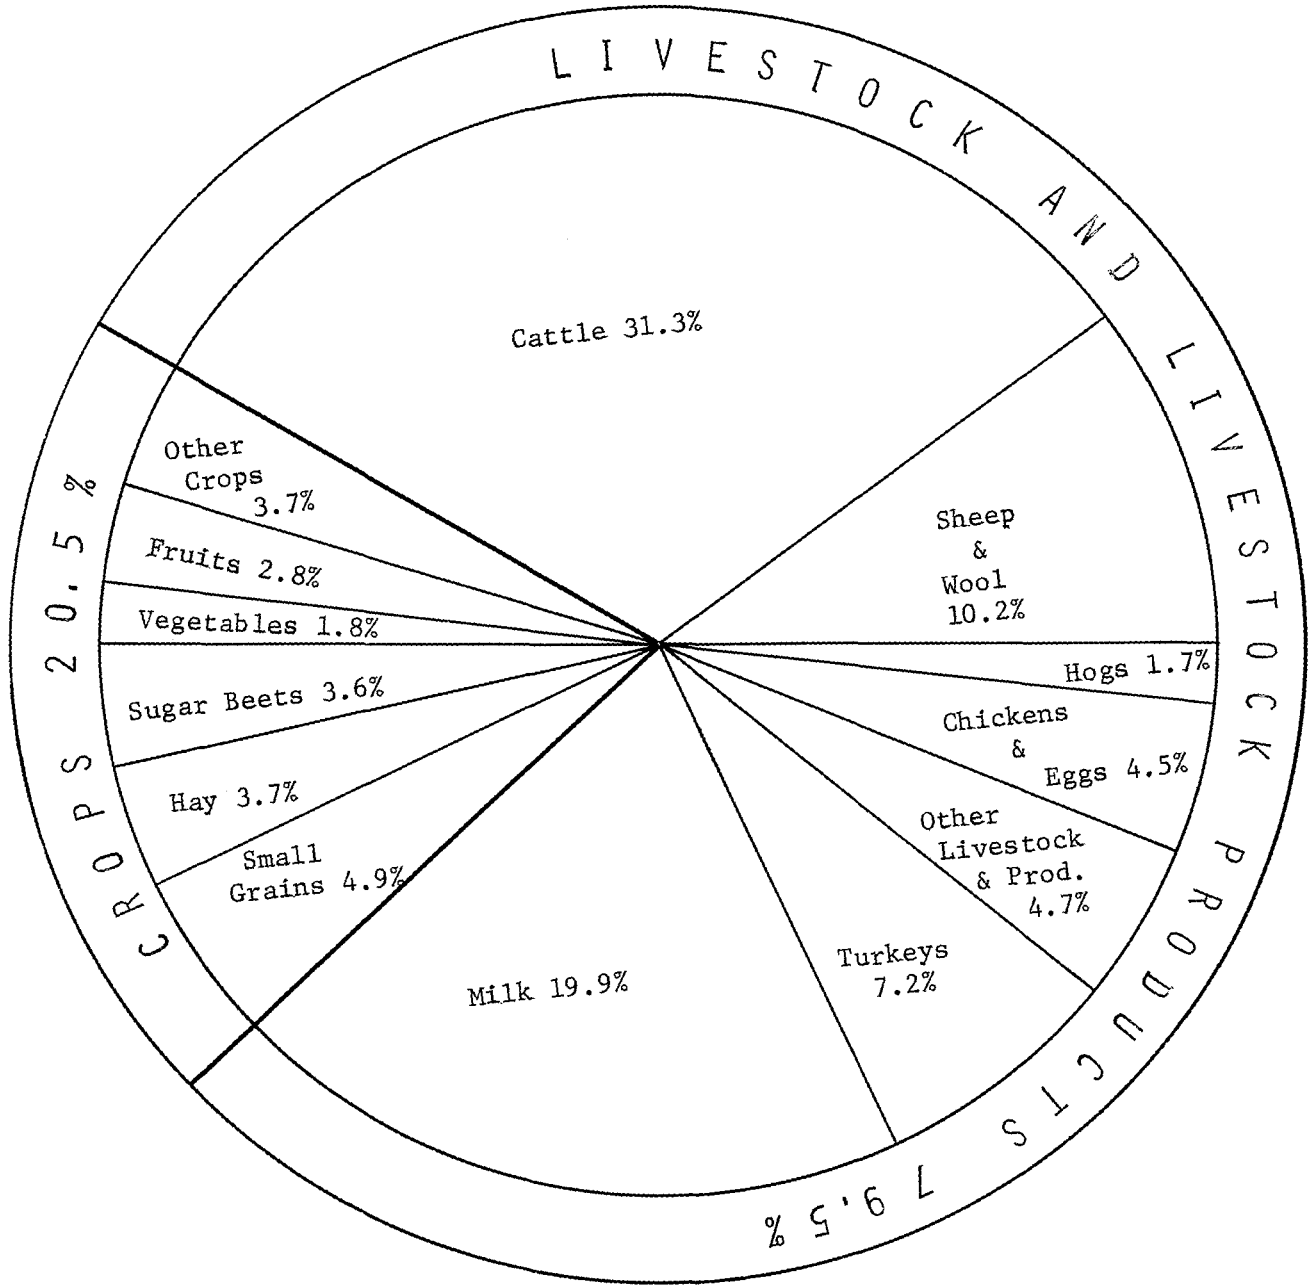 LIVESTOCK AND LIVESTOCK PRODUCTS 79.5%
Cattle 31.3%
Sheep
&
Wool
10.2%
Hogs 1.7%
Chickens
&
Eggs 4.5%
Other
Livestock
& Prod.
4.7%
Turkeys
7.2%
Milk 19.9%
CROPS 20.5%
Other
Crops
3.7%
Fruits 2.8%
Vegetables 1.8%
Sugar Beets 3.6%
Hay 3.7%
Small
Grains 4.9%